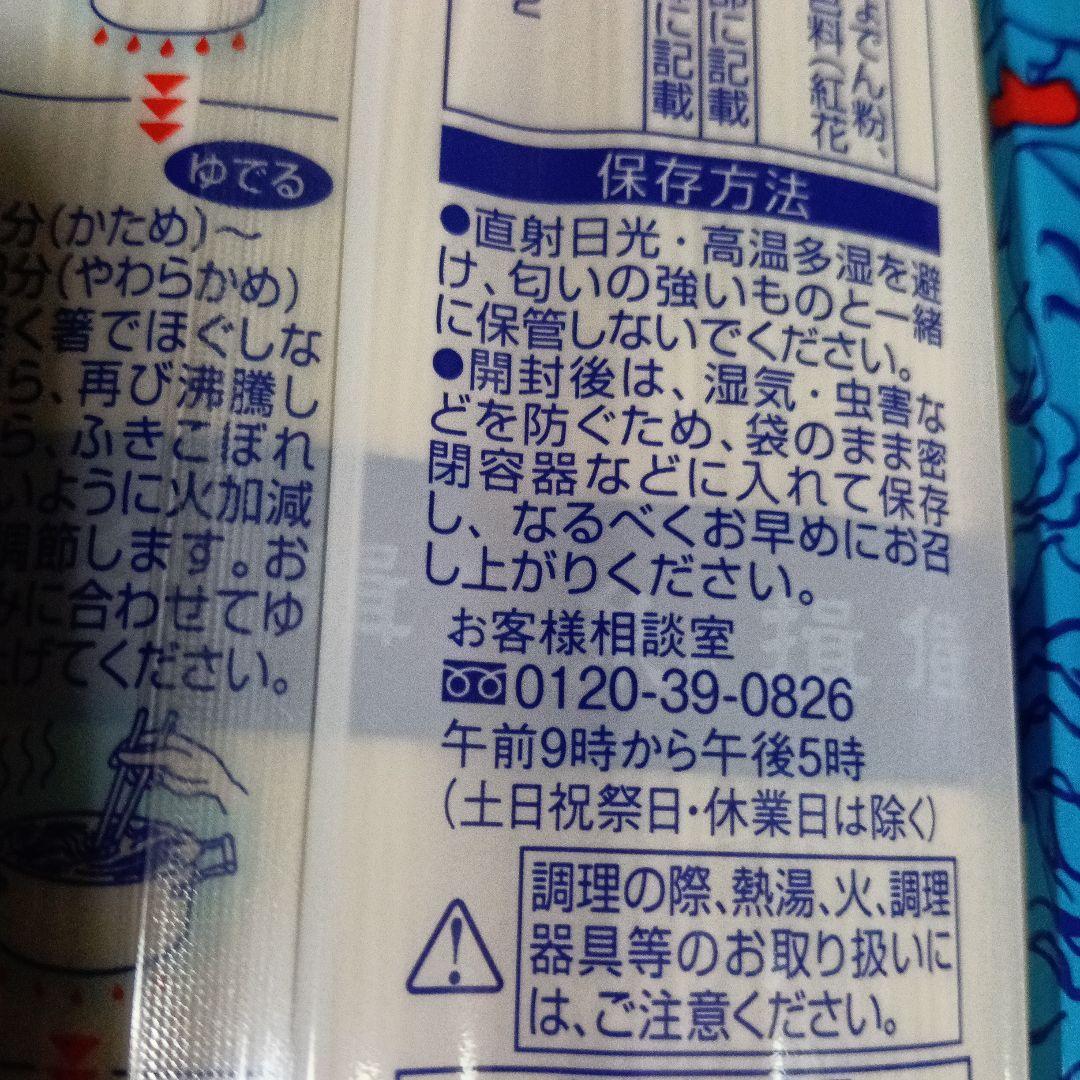 ょでん粉、
色料(紅花
部に記載
に記載
ゆでる
分(かため)～
分(やわらかめ)
く箸でほぐしな
ら、再び沸騰し
ら、ふきこぼれ
いように火加減
調節します。お
みに合わせてゆ
げてください。
保存方法
●直射日光・高温多湿を避
け、匂いの強いものと一緒
に保管しないでください。
●開封後は、湿気・虫害な
どを防ぐため、袋のまま密
閉容器などに入れて保存
し、なるべくお早めにお召
し上がりください。
お客様相談室
0120-39-0826
午前9時から午後5時
(土日祝祭日・休業日は除く)
調理の際、熱湯、火、調理
器具等のお取り扱いに
は、ご注意ください。